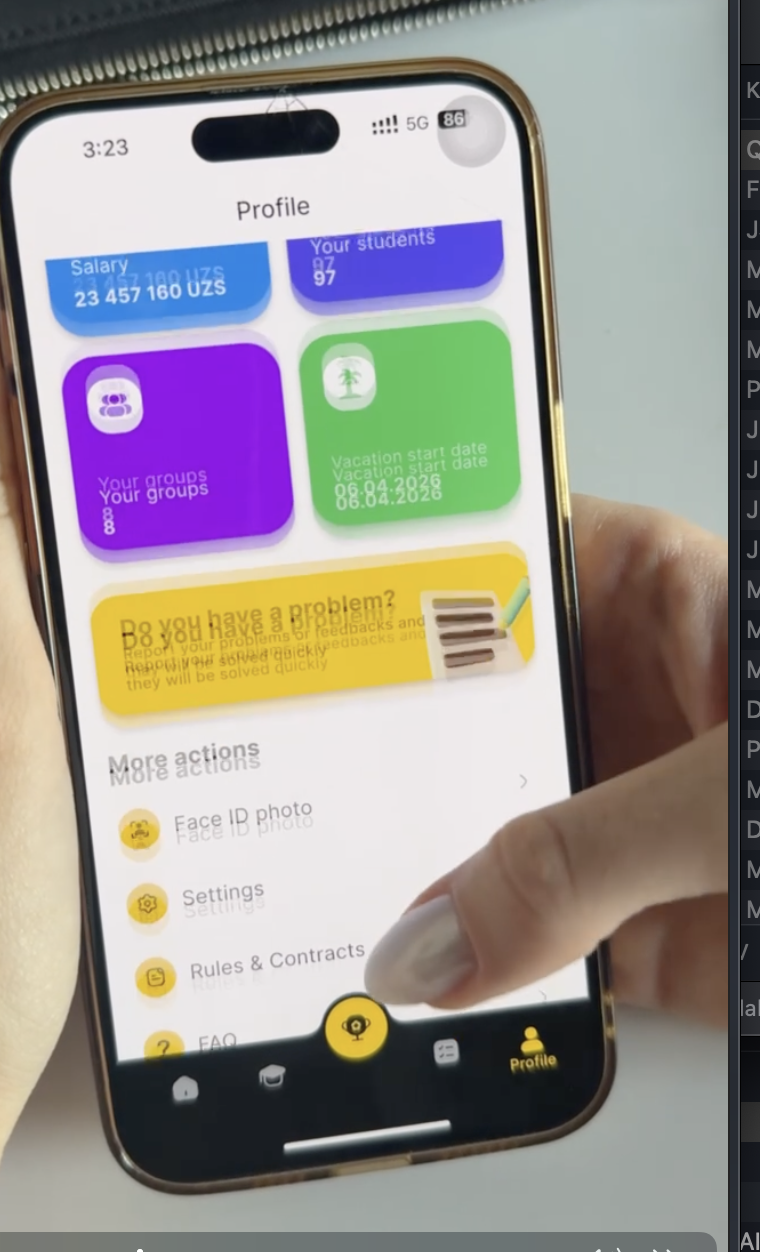 3:23
5G 86
Profile
Salary
23 457 160 UZS
Your students
97
Your groups
8
Vacation start date
06.04.2026
Do you have a problem?
Report your problems or feedbacks and
they will be solved quickly
More actions
Face ID photo
Settings
Rules & Contracts
FAQ
Profile